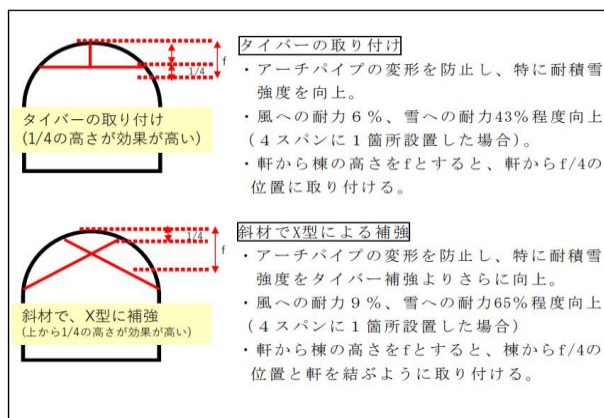 f
1/4
タイバーの取り付け
(1/4の高さが効果が高い)
タイバーの取り付け
・アーチパイプの変形を防止し、特に耐積雪
強度を向上。
・風への耐力６％、雪への耐力43％程度向上
（４スパンに１箇所設置した場合）。
・軒から棟の高さをfとすると、軒からf/4の
位置に取り付ける。
1/4
f
斜材で、X型に補強
(上から1/4の高さが効果が高い)
斜材でX型による補強
・アーチパイプの変形を防止し、特に耐積雪
強度をタイバー補強よりさらに向上。
・風への耐力９％、雪への耐力65％程度向上
（４スパンに１箇所設置した場合）
・軒から棟の高さをfとすると、棟からf/4の
位置と軒を結ぶように取り付ける。